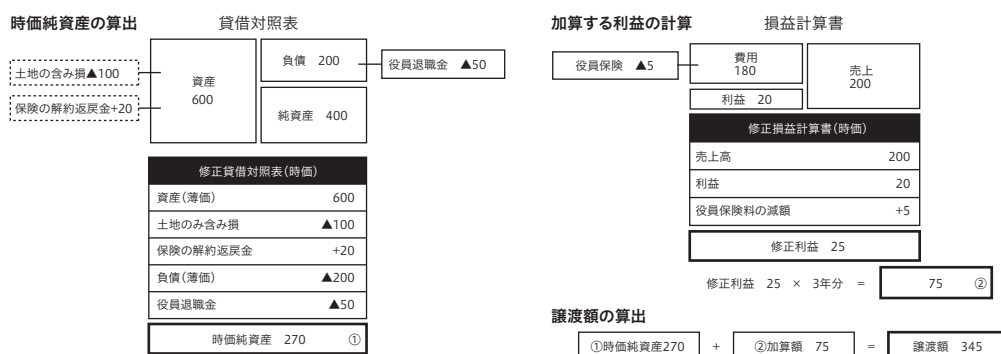 時価純資産の算出
貸借対照表
土地の含み損▲100
保険の解約返戻金+20
資産
600
負債 200
純資産 400
役員退職金 ▲50
修正貸借対照表(時価)
資産(薄価) 600
土地のみ含み損 ▲100
保険の解約返戻金 +20
負債(薄価) ▲200
役員退職金 ▲50
時価純資産 270 ①
加算する利益の計算
損益計算書
役員保険 ▲5
費用
180
利益 20
売上
200
修正損益計算書(時価)
売上高 200
利益 20
役員保険料の減額 +5
修正利益 25
修正利益 25 × 3年分 = 75 ②
譲渡額の算出
①時価純資産270 + ②加算額 75 = 譲渡額 345